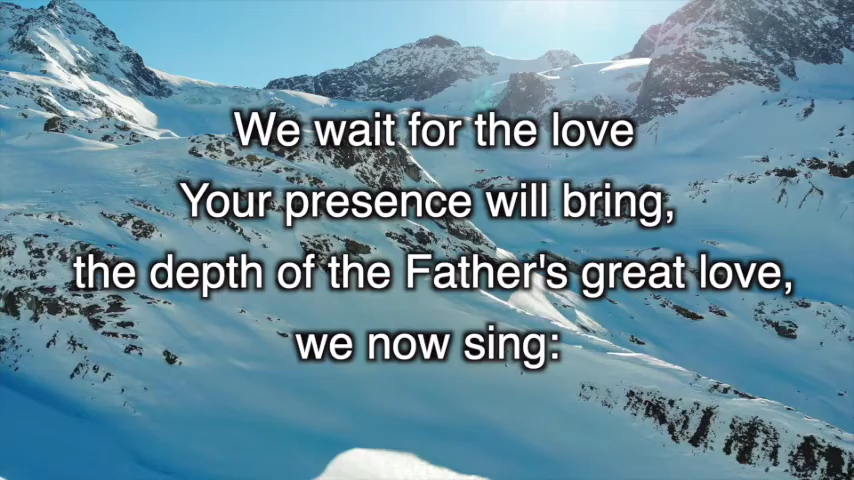 We wait for the love
Your presence will bring,
the depth of the Father's great love,
we now sing: